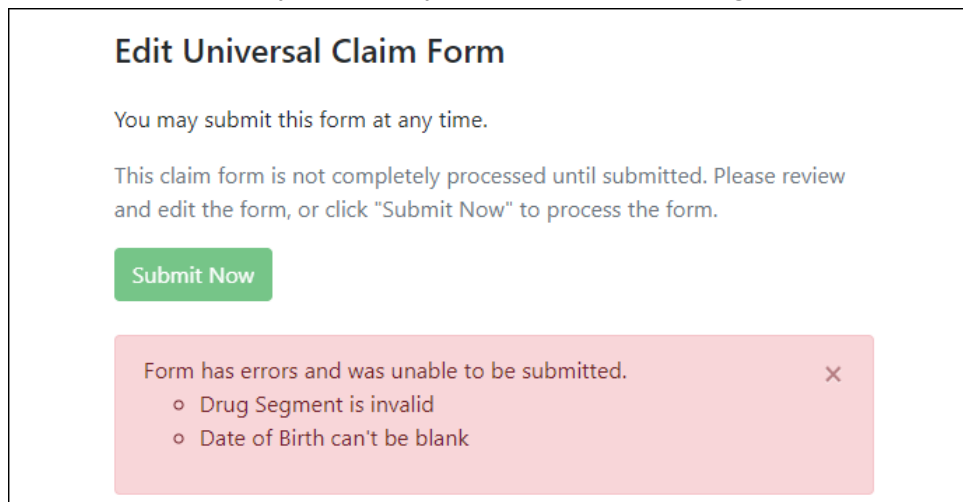 Edit Universal Claim Form
You may submit this form at any time.
This claim form is not completely processed until submitted. Please review
and edit the form, or click "Submit Now" to process the form.
Submit Now
Form has errors and was unable to be submitted.
Drug Segment is invalid
Date of Birth can't be blank